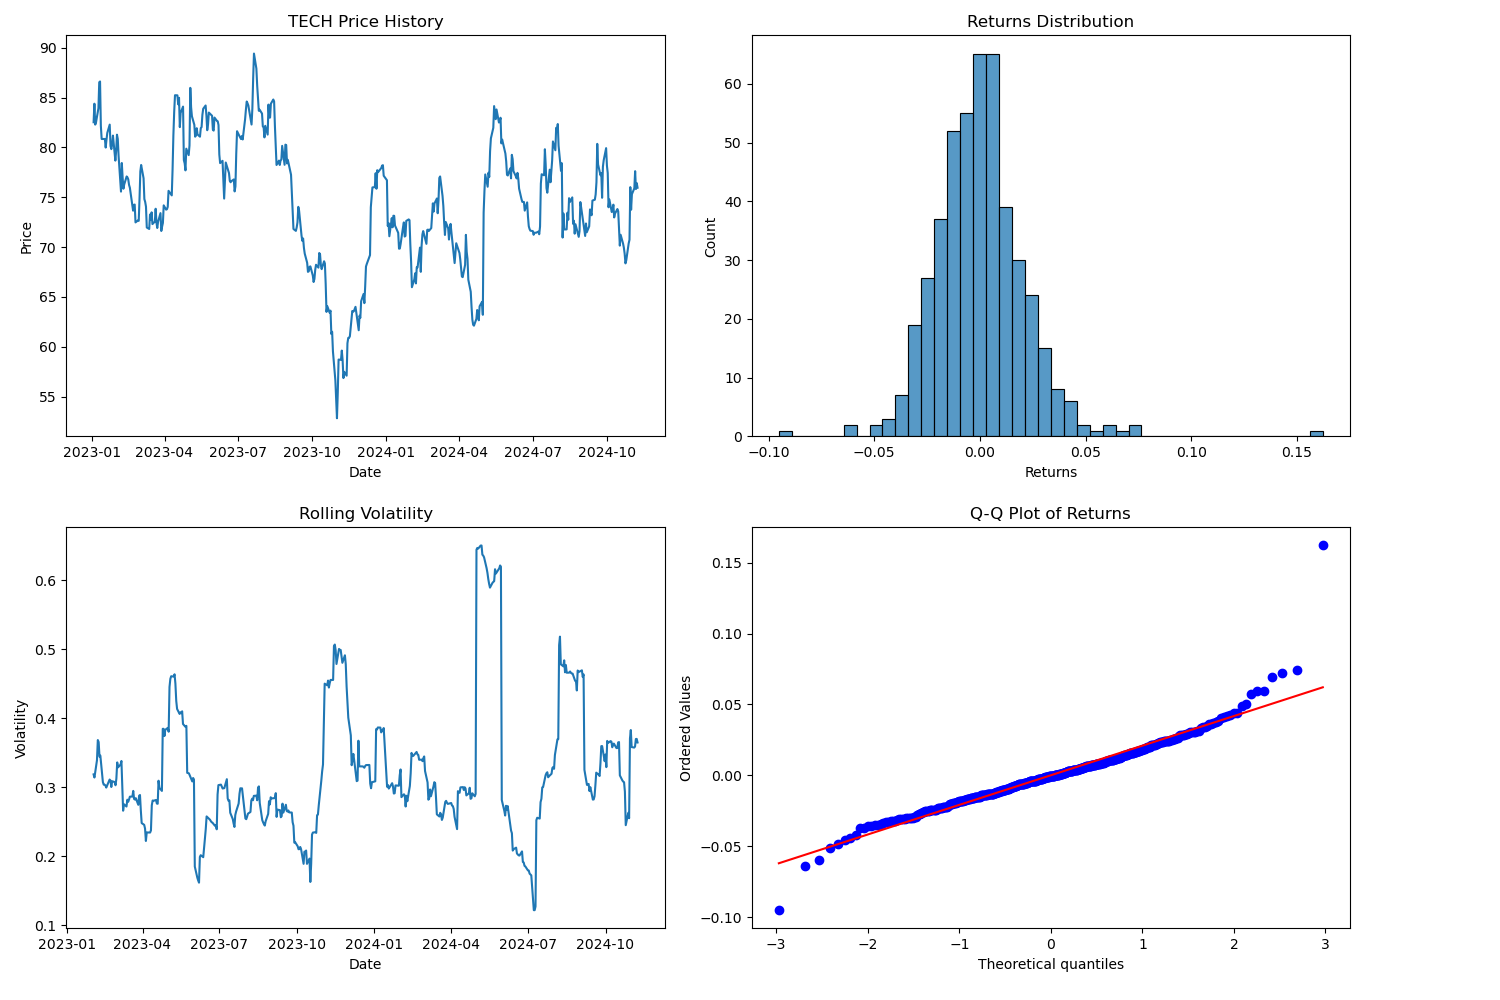 TECH Price History
90
85
80
75
70
65
60
55
Price
2023-01 2023-04 2023-07 2023-10 2024-01 2024-04 2024-07 2024-10
Date
Returns Distribution
60
50
40
30
20
10
0
Count
−0.10 −0.05 0.00 0.05 0.10 0.15
Returns
Rolling Volatility
0.6
0.5
0.4
0.3
0.2
0.1
Volatility
2023-01 2023-04 2023-07 2023-10 2024-01 2024-04 2024-07 2024-10
Date
Q-Q Plot of Returns
0.15
0.10
0.05
0.00
−0.05
−0.10
Ordered Values
−3 −2 −1 0 1 2 3
Theoretical quantiles